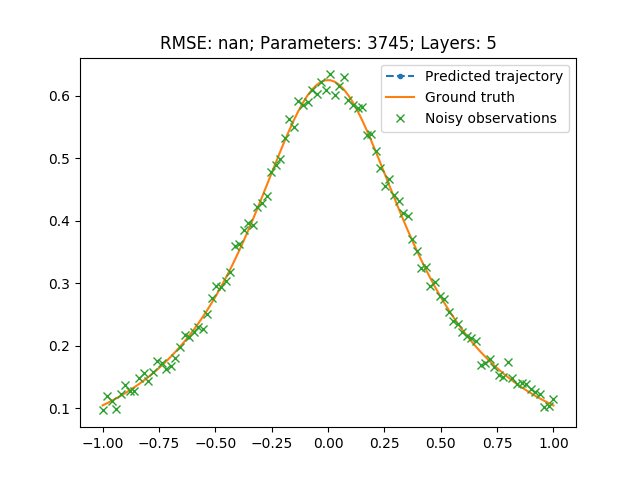 RMSE: nan; Parameters: 3745; Layers: 5
Predicted trajectory
Ground truth
Noisy observations
0.6
0.5
0.4
0.3
0.2
0.1
−1.00 −0.75 −0.50 −0.25 0.00 0.25 0.50 0.75 1.00